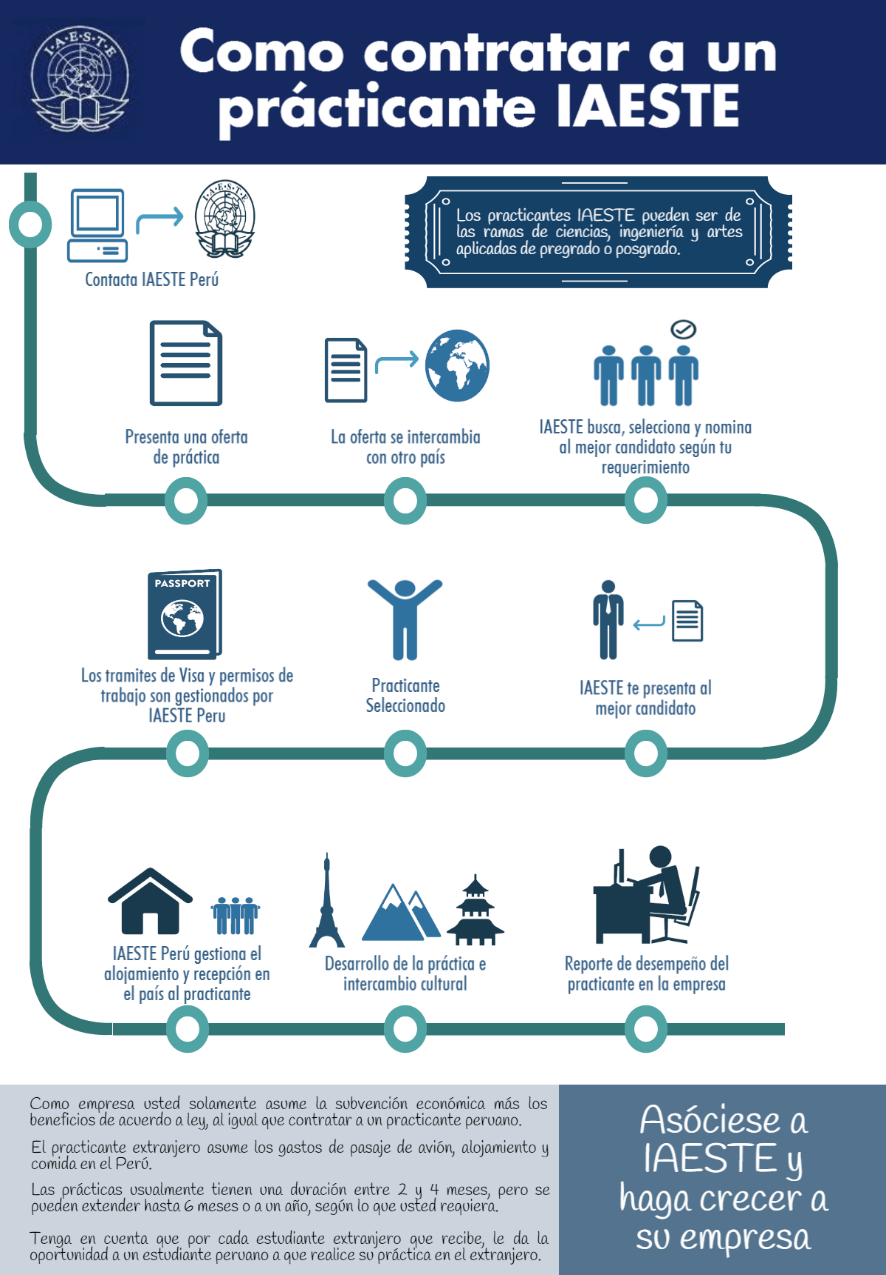 I·A·E·S·T·E
Como contratar a un
prácticante IAESTE
I·A·E·S·T·E
Contacta IAESTE Perú
Los practicantes IAESTE pueden ser de
las ramas de ciencias, ingeniería y artes
aplicadas de pregrado o posgrado.
Presenta una oferta
de práctica
La oferta se intercambia
con otro país
IAESTE busca, selecciona y nomina
al mejor candidato según tu
requerimiento
PASSPORT
Los tramites de Visa y permisos de
trabajo son gestionados por
IAESTE Peru
Practicante
Seleccionado
IAESTE te presenta al
mejor candidato
IAESTE Perú gestiona el
alojamiento y recepción en
el país al practicante
Desarrollo de la práctica e
intercambio cultural
Reporte de desempeño del
practicante en la empresa
Como empresa usted solamente asume la subvención económica más los
beneficios de acuerdo a ley, al igual que contratar a un practicante peruano.
El practicante extranjero asume los gastos de pasaje de avión, alojamiento y
comida en el Perú.
Las prácticas usualmente tienen una duración entre 2 y 4 meses, pero se
pueden extender hasta 6 meses o a un año, según lo que usted requiera.
Tenga en cuenta que por cada estudiante extranjero que recibe, le da la
oportunidad a un estudiante peruano a que realice su práctica en el extranjero.
Asóciese a
IAESTE y
haga crecer a
su empresa